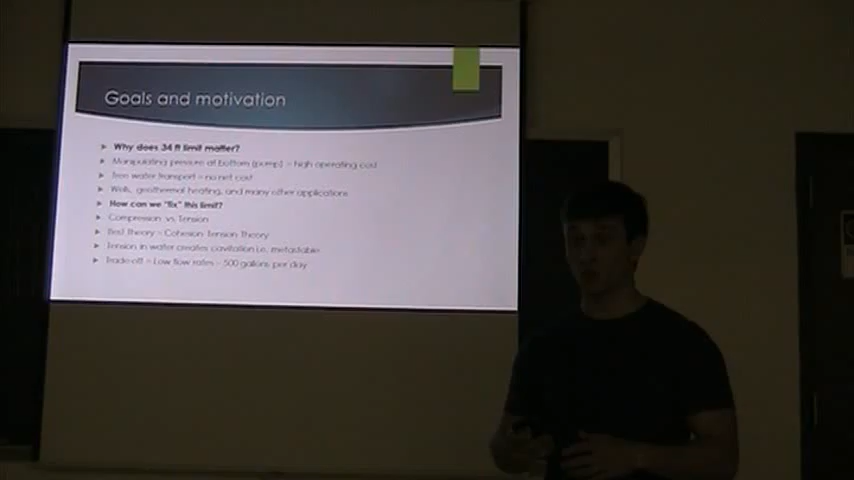 Goals and motivation
Why does 34 ft limit matter?
Manipulating pressure at bottom (pump) = high operating cost
Tree water transport = no net cost
Wells, geothermal heating, and many other applications
How can we "fix" this limit?
Compression vs. Tension
Best Theory = Cohesion Tension Theory
Tension in water creates cavitation i.e. metastable
Trade-off = Low flow rates - 500 gallons per day